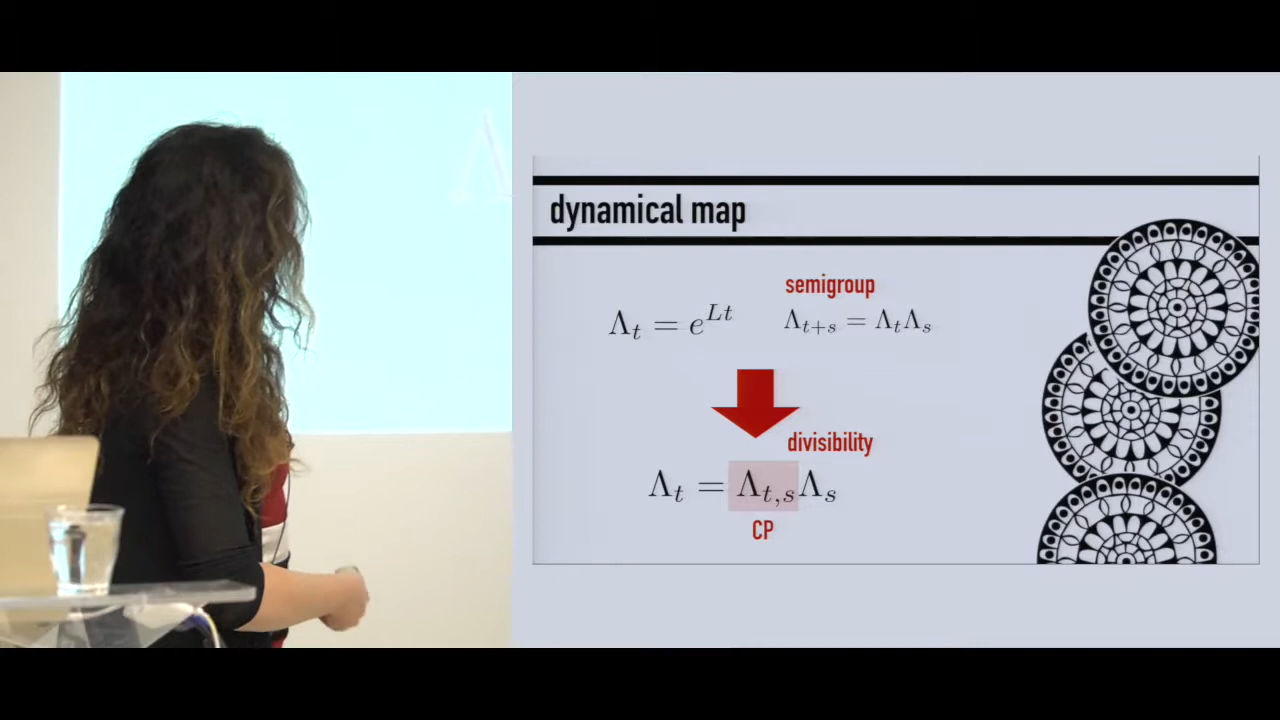 dynamical map
semigroup
Λ_t = e^{Lt}
Λ_{t+s} = Λ_t Λ_s
divisibility
Λ_t = Λ_{t,s} Λ_s
CP
Λ